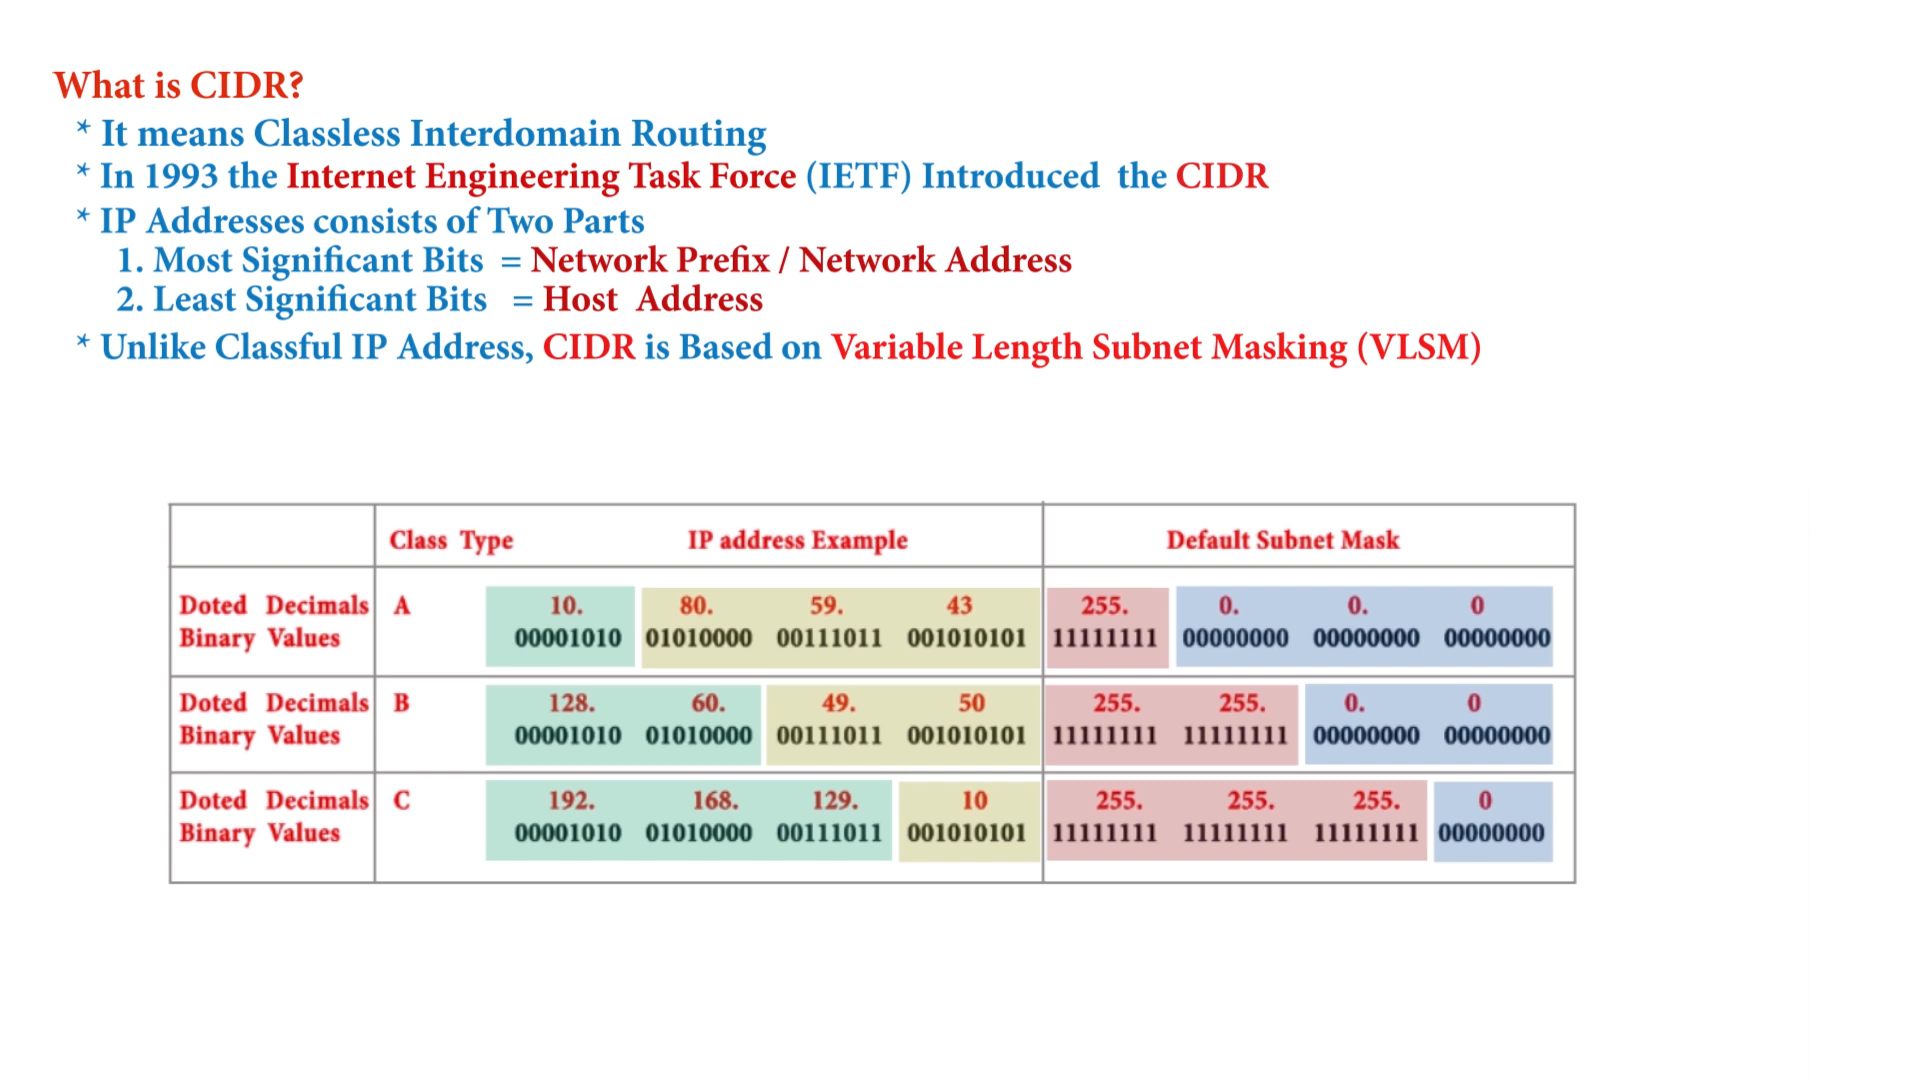 What is CIDR?
* It means Classless Interdomain Routing
* In 1993 the Internet Engineering Task Force (IETF) Introduced the CIDR
* IP Addresses consists of Two Parts
1. Most Significant Bits = Network Prefix / Network Address
2. Least Significant Bits = Host Address
* Unlike Classful IP Address, CIDR is Based on Variable Length Subnet Masking (VLSM)
Class Type IP address Example Default Subnet Mask
Doted Decimals A 10. 80. 59. 43 255. 0. 0. 0
Binary Values 00001010 01010000 00111011 001010101 11111111 00000000 00000000 00000000
Doted Decimals B 128. 60. 49. 50 255. 255. 0. 0
Binary Values 00001010 01010000 00111011 001010101 11111111 11111111 00000000 00000000
Doted Decimals C 192. 168. 129. 10 255. 255. 255. 0
Binary Values 00001010 01010000 00111011 001010101 11111111 11111111 11111111 00000000